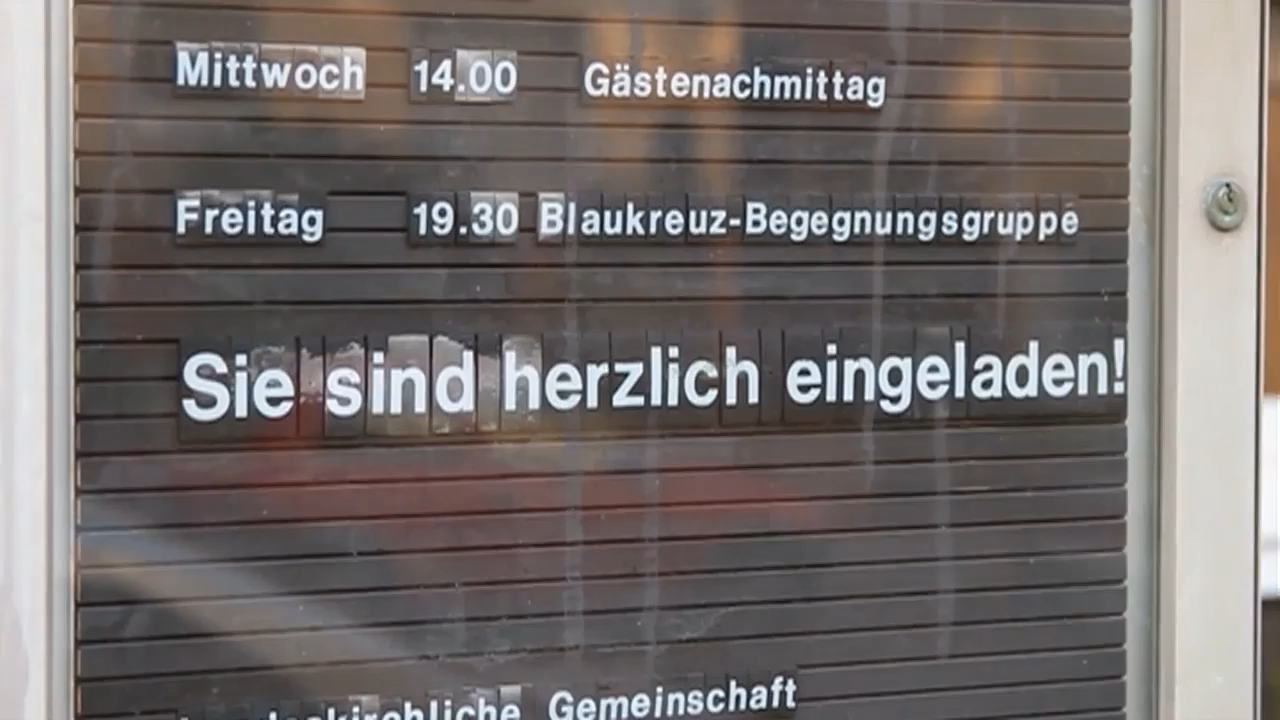 Mittwoch 14.00 Gästenachmittag
Freitag 19.30 Blaukreuz-Begegnungsgruppe
Sie sind herzlich eingeladen!
Gemeinschaft